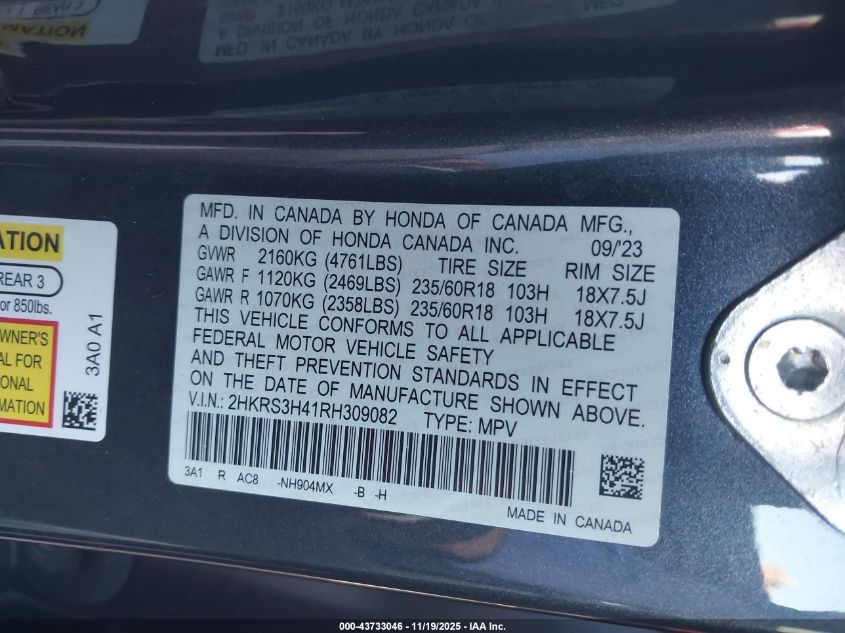 MFD. IN CANADA BY HONDA OF CANADA MFG.,
A DIVISION OF HONDA CANADA INC. 09/'23
GVWR 2160KG (4761LBS) TIRE SIZE RIM SIZE
GAWR F 1120KG (2469LBS) 235/60R18 103H 18X7.5J
GAWR R 1070KG (2358LBS) 235/60R18 103H 18X7.5J
THIS VEHICLE CONFORMS TO ALL APPLICABLE
FEDERAL MOTOR VEHICLE SAFETY
AND THEFT PREVENTION STANDARDS IN EFFECT
ON THE DATE OF MANUFACTURE SHOWN ABOVE.
V.I.N.: 2HKRS3H41RH309082 TYPE: MPV
3A1 R AC8 -NH904MX -B -H
MADE IN CANADA
REAR 3
or 850lbs.
OWNER'S
FOR
3A0 A1
000-43733046 - 11/19/2025 - IAA Inc.